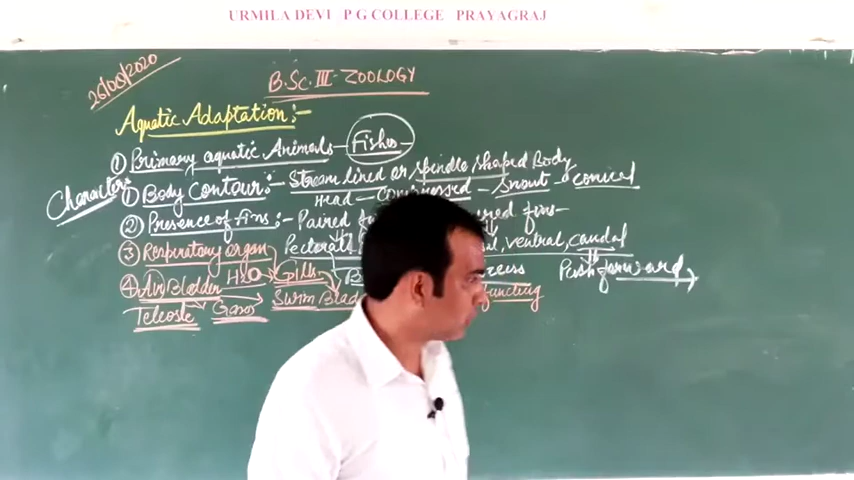 URMILA DEVI P G COLLEGE PRAYAGRAJ
26/08/2020
B.Sc. III - ZOOLOGY
Aquatic Adaptation :-
① Primary aquatic Animals - Fishes -
Characters
① Body Contour :- Stream lined or spindle shaped Body
Head - Compressed - Snout - conical
② Presence of fins :- Paired fins-
Pectoral ventral, caudal
③ Respiratory organ
H2O Gills Push forward
④ Air Bladder Swim Blad
Teleosts Gases